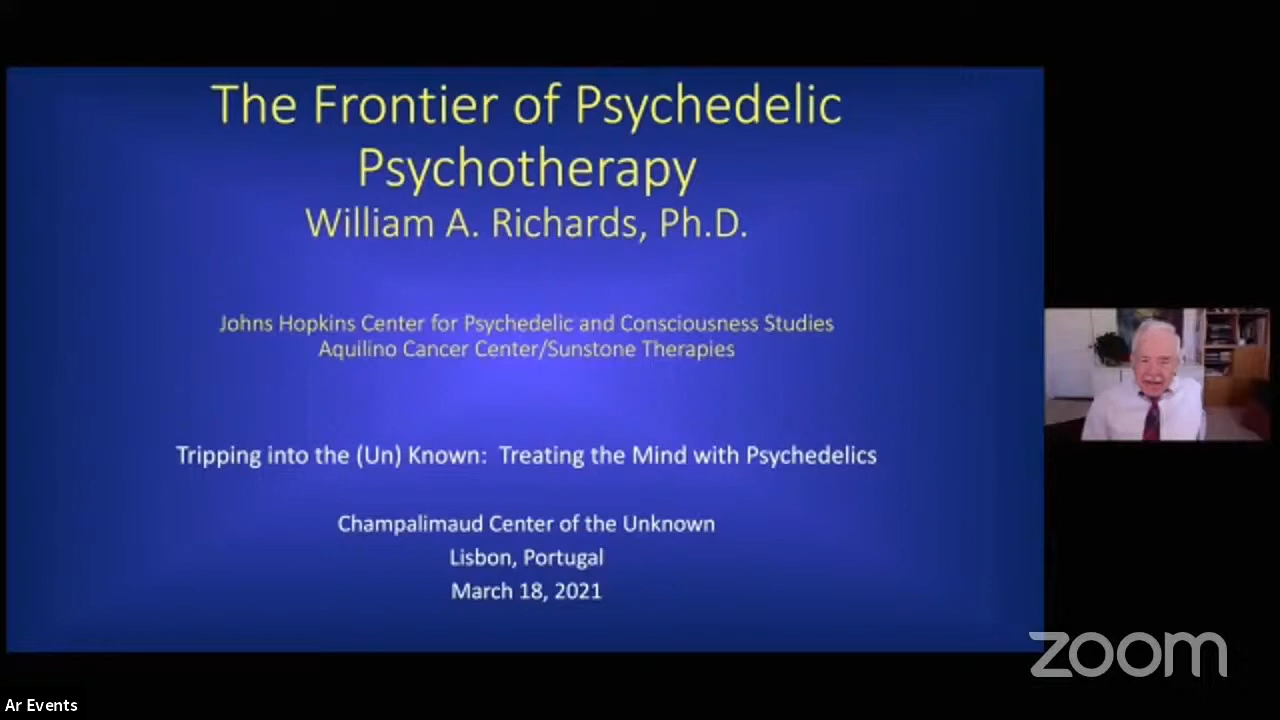 The Frontier of Psychedelic
Psychotherapy
William A. Richards, Ph.D.
Johns Hopkins Center for Psychedelic and Consciousness Studies
Aquilino Cancer Center/Sunstone Therapies
Tripping into the (Un) Known: Treating the Mind with Psychedelics
Champalimaud Center of the Unknown
Lisbon, Portugal
March 18, 2021
zoom
Ar Events